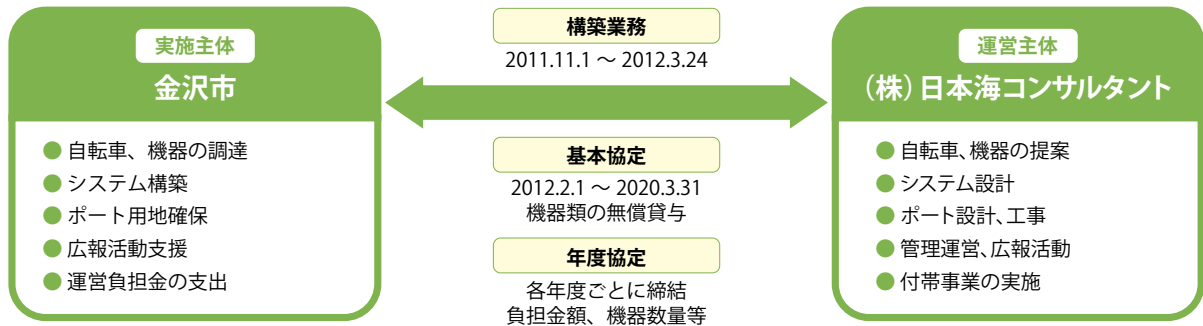 実施主体
金沢市
● 自転車、機器の調達
● システム構築
● ポート用地確保
● 広報活動支援
● 運営負担金の支出
構築業務
2011.11.1 ～ 2012.3.24
基本協定
2012.2.1 ～ 2020.3.31
機器類の無償貸与
年度協定
各年度ごとに締結
負担金額、機器数量等
運営主体
（株）日本海コンサルタント
● 自転車、機器の提案
● システム設計
● ポート設計、工事
● 管理運営、広報活動
● 付帯事業の実施